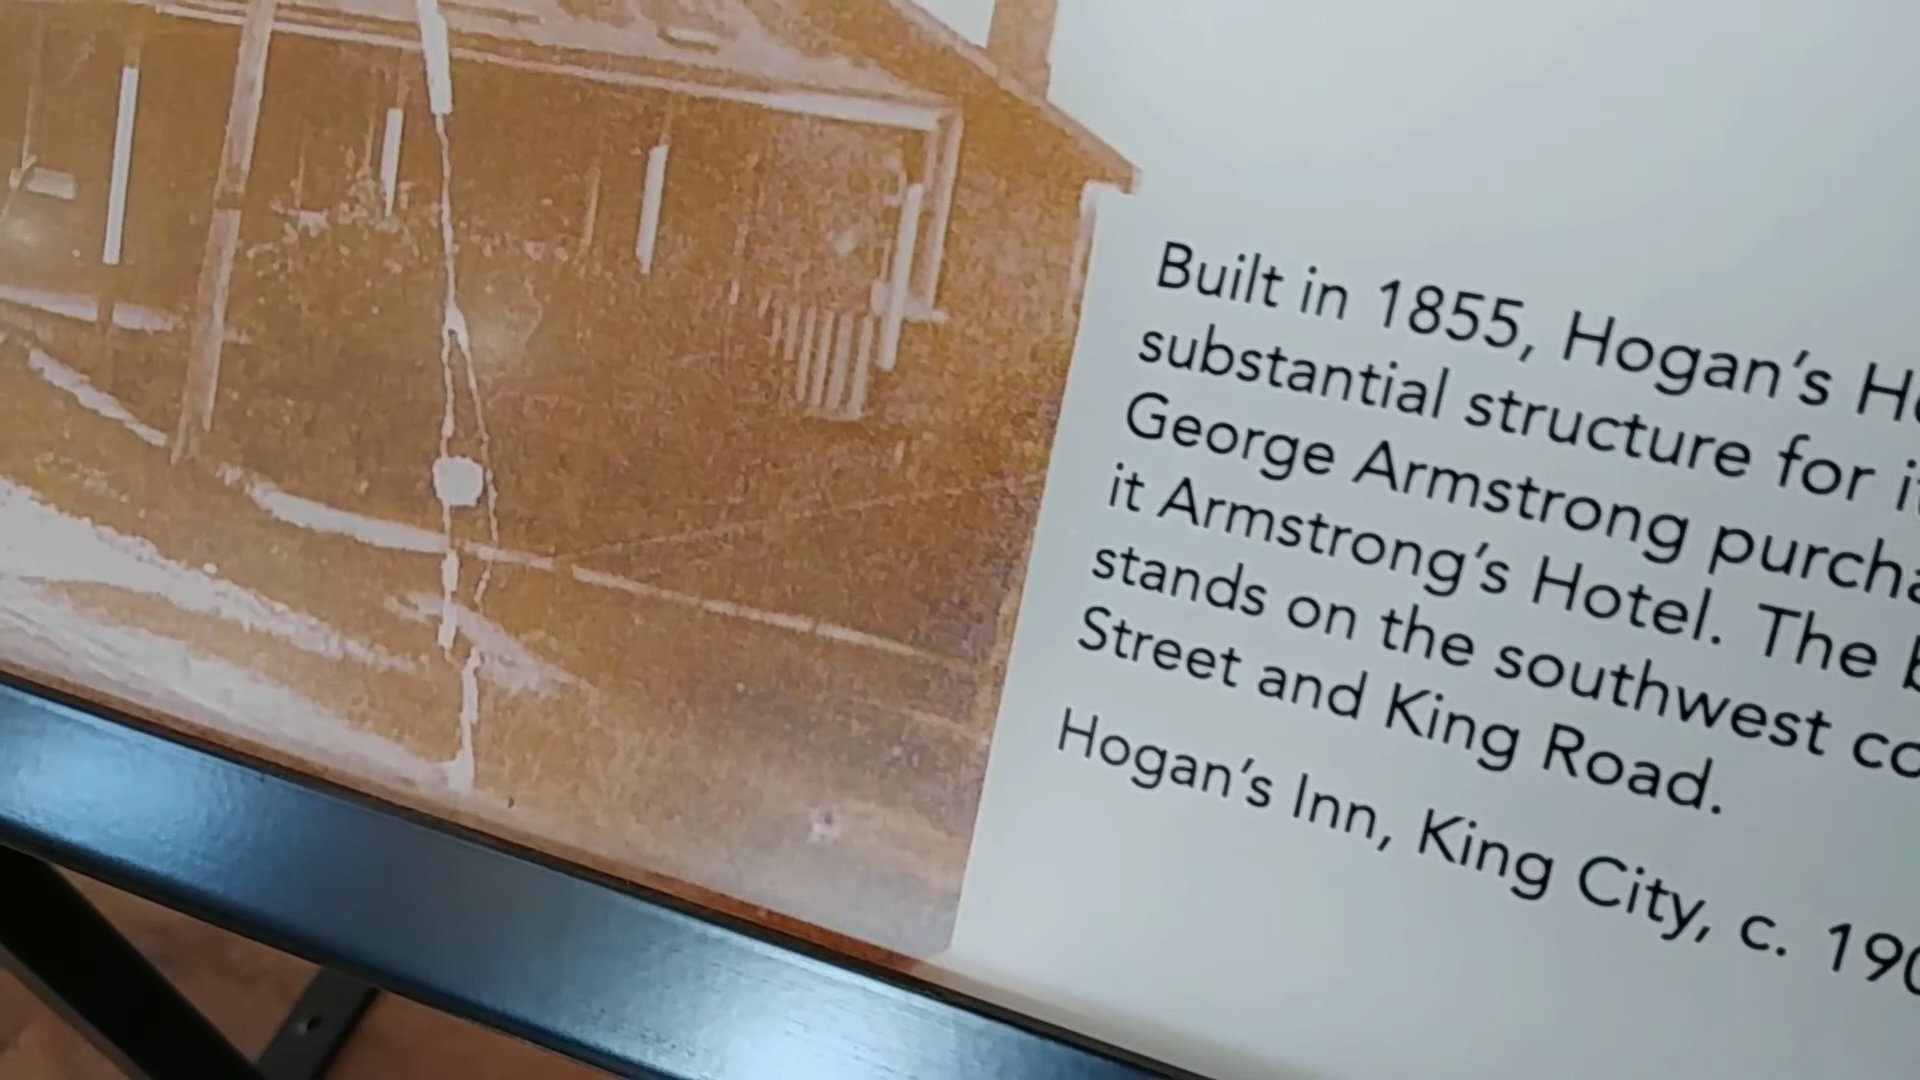 Built in 1855, Hogan's
substantial structure for
George Armstrong
it Armstrong's Hotel. The
stands on the southwest
Street and King Road.
Hogan's Inn, King City, c.